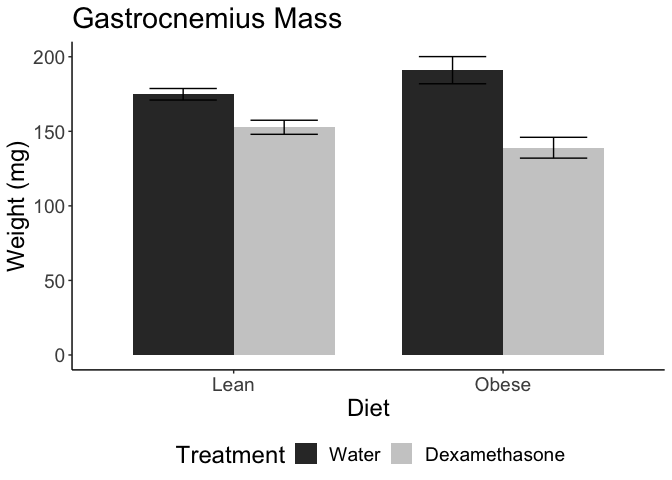 Gastrocnemius Mass
Weight (mg)
200
150
100
50
0
Lean Obese
Diet
Treatment Water Dexamethasone